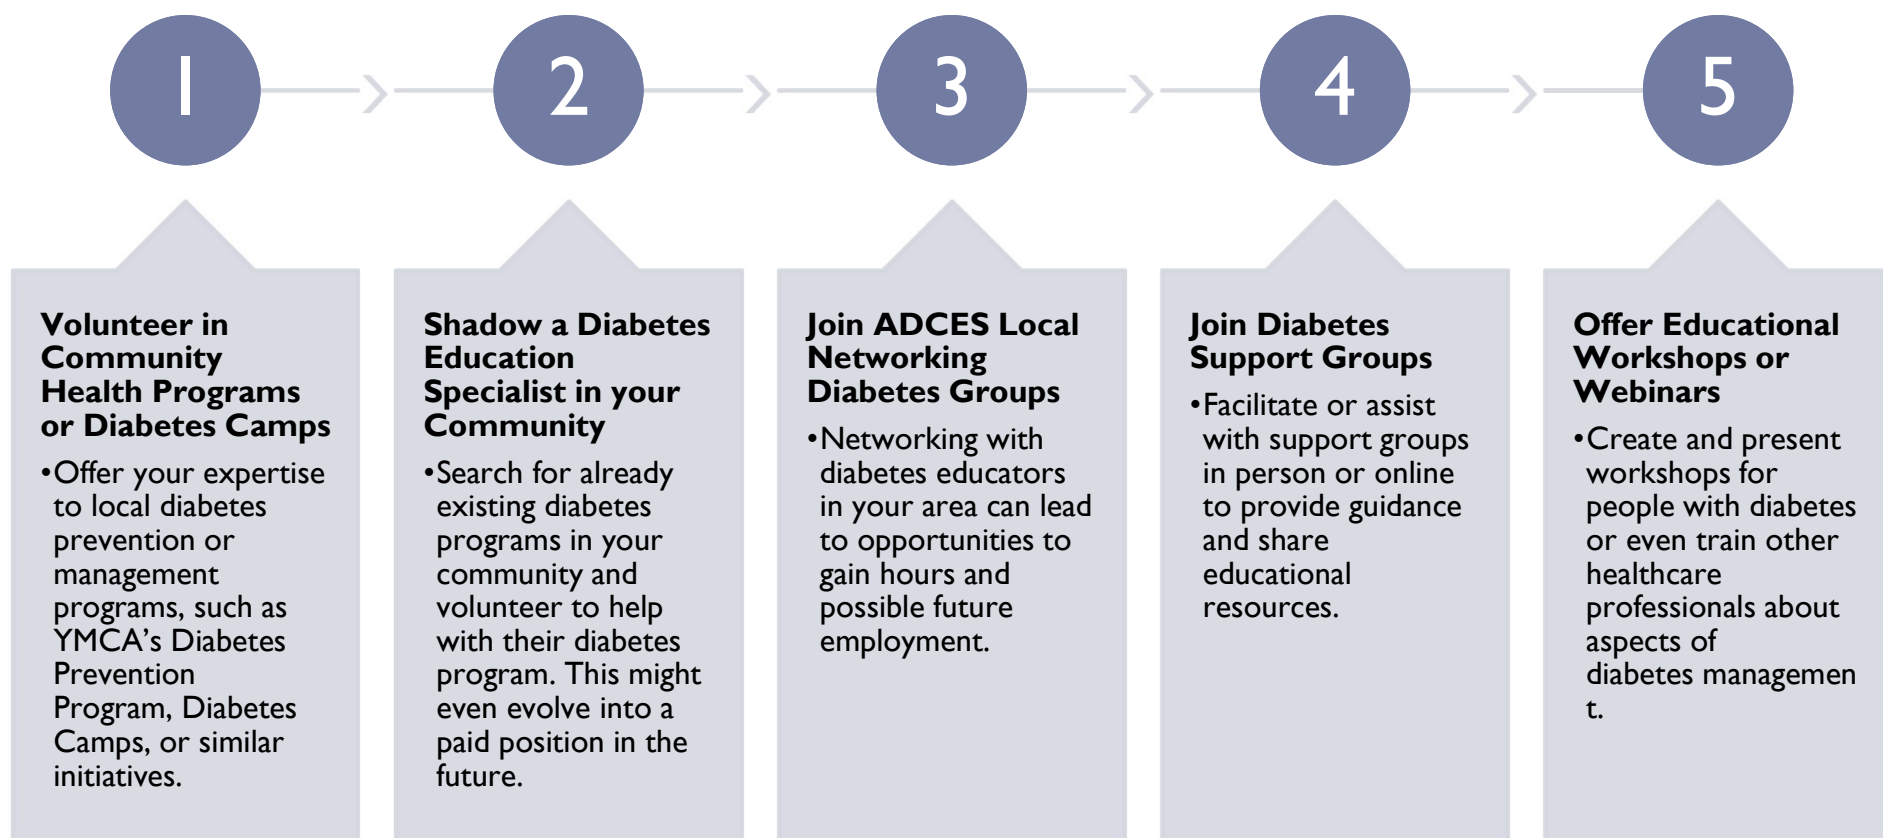 1
2
3
4
5
Volunteer in
Community
Health Programs
or Diabetes Camps
•Offer your expertise
to local diabetes
prevention or
management
programs, such as
YMCA’s Diabetes
Prevention
Program, Diabetes
Camps, or similar
initiatives.
Shadow a Diabetes
Education
Specialist in your
Community
•Search for already
existing diabetes
programs in your
community and
volunteer to help
with their diabetes
program. This might
even evolve into a
paid position in the
future.
Join ADCES Local
Networking
Diabetes Groups
•Networking with
diabetes educators
in your area can lead
to opportunities to
gain hours and
possible future
employment.
Join Diabetes
Support Groups
•Facilitate or assist
with support groups
in person or online
to provide guidance
and share
educational
resources.
Offer Educational
Workshops or
Webinars
•Create and present
workshops for
people with diabetes
or even train other
healthcare
professionals about
aspects of
diabetes managemen
t.